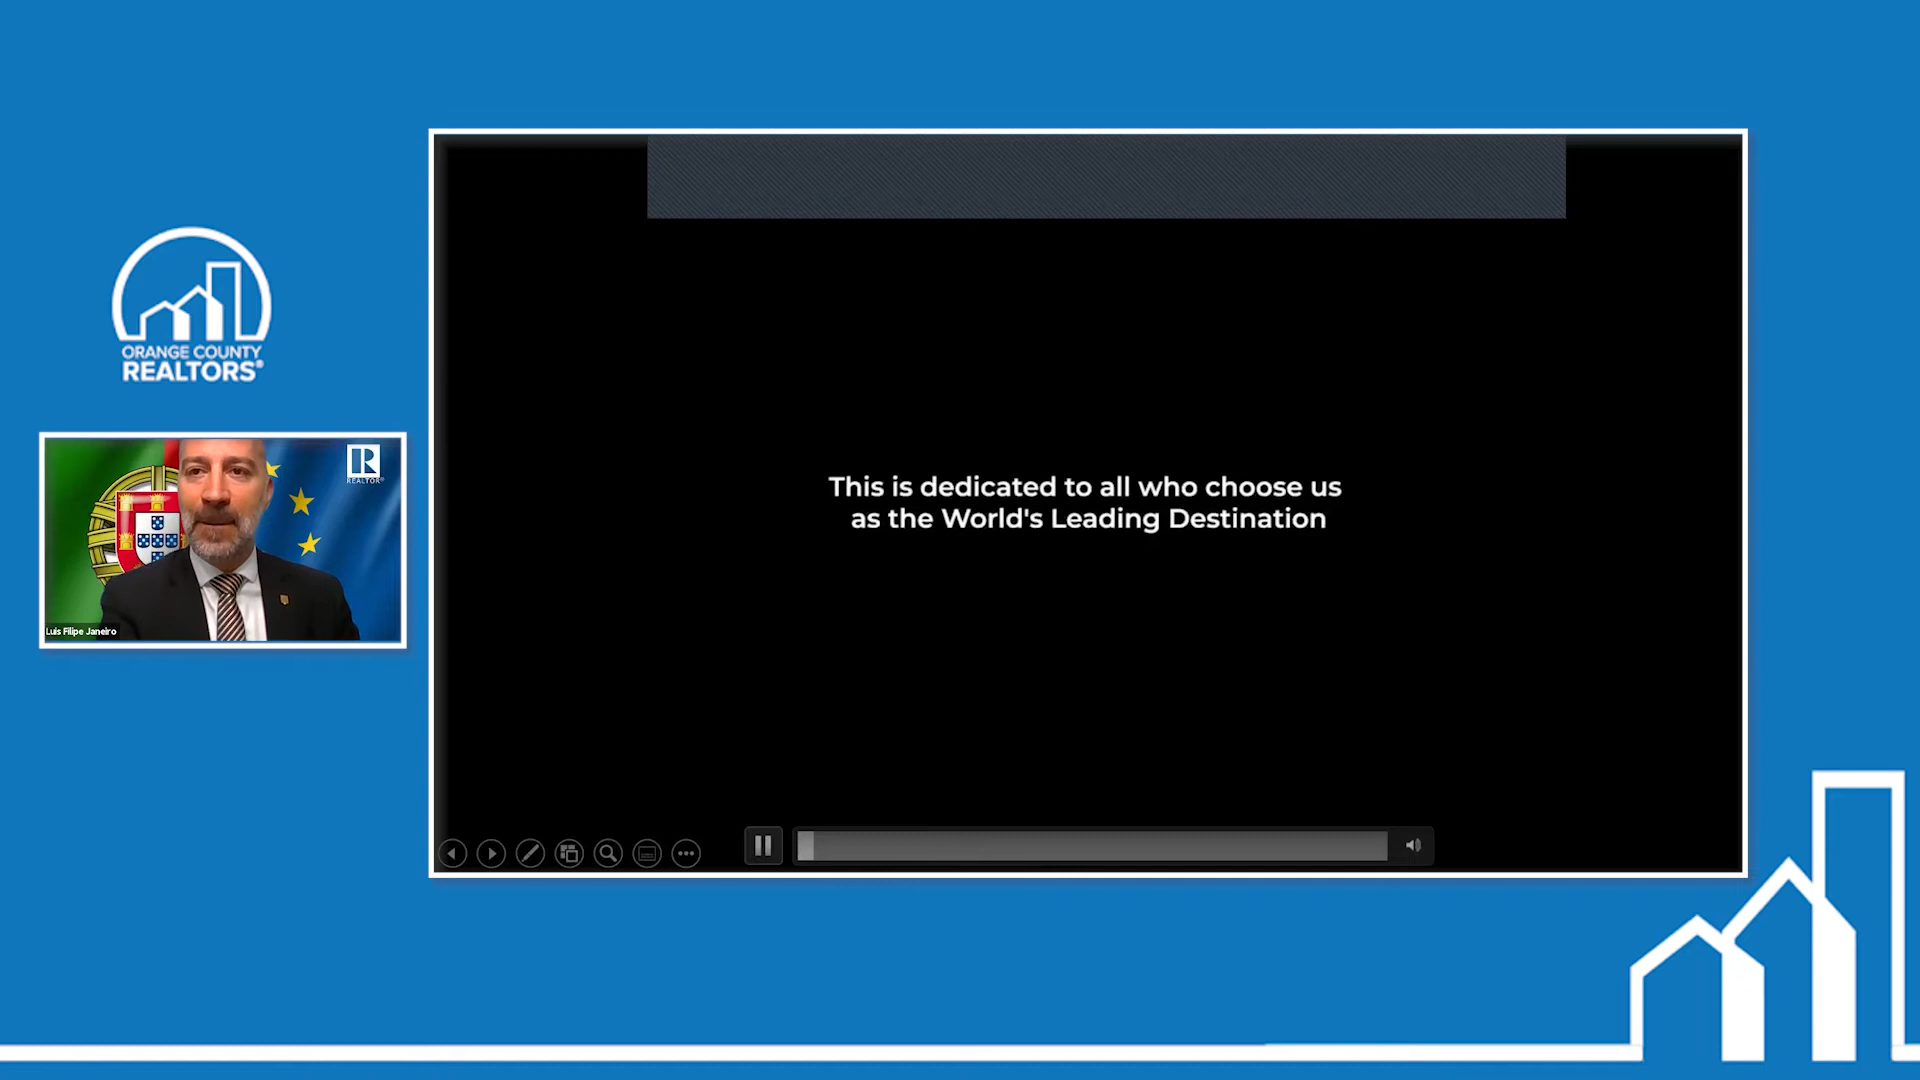 ORANGE COUNTY
REALTORS®
REALTOR®
Luis Filipe Janeiro
This is dedicated to all who choose us
as the World's Leading Destination